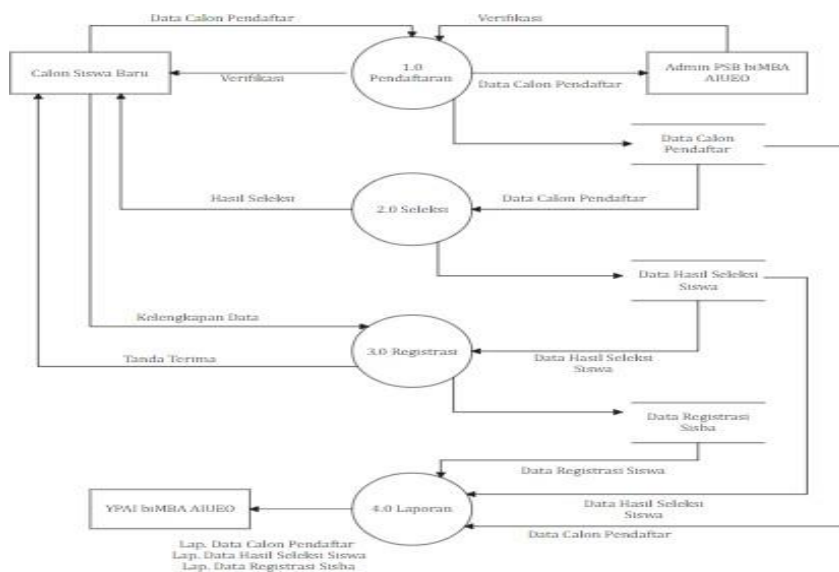 Data Calon Pendaftar
Verifikasi
Calon Siswa Baru
Verifikasi
1.0
Pendaftaran
Data Calon Pendaftar
Admin PSB biMBA
AIUEO
Data Calon
Pendaftar
Hasil Seleksi
2.0 Seleksi
Data Calon Pendaftar
Data Hasil Seleksi
Siswa
Kelengkapan Data
Tanda Terima
3.0 Registrasi
Data Hasil Seleksi
Siswa
Data Registrasi
Sisba
Data Registrasi Siswa
YPAI biMBA AIUEO
4.0 Laporan
Data Hasil Seleksi
Siswa
Data Calon Pendaftar
Lap. Data Calon Pendaftar
Lap. Data Hasil Seleksi Siswa
Lap. Data Registrasi Sisba